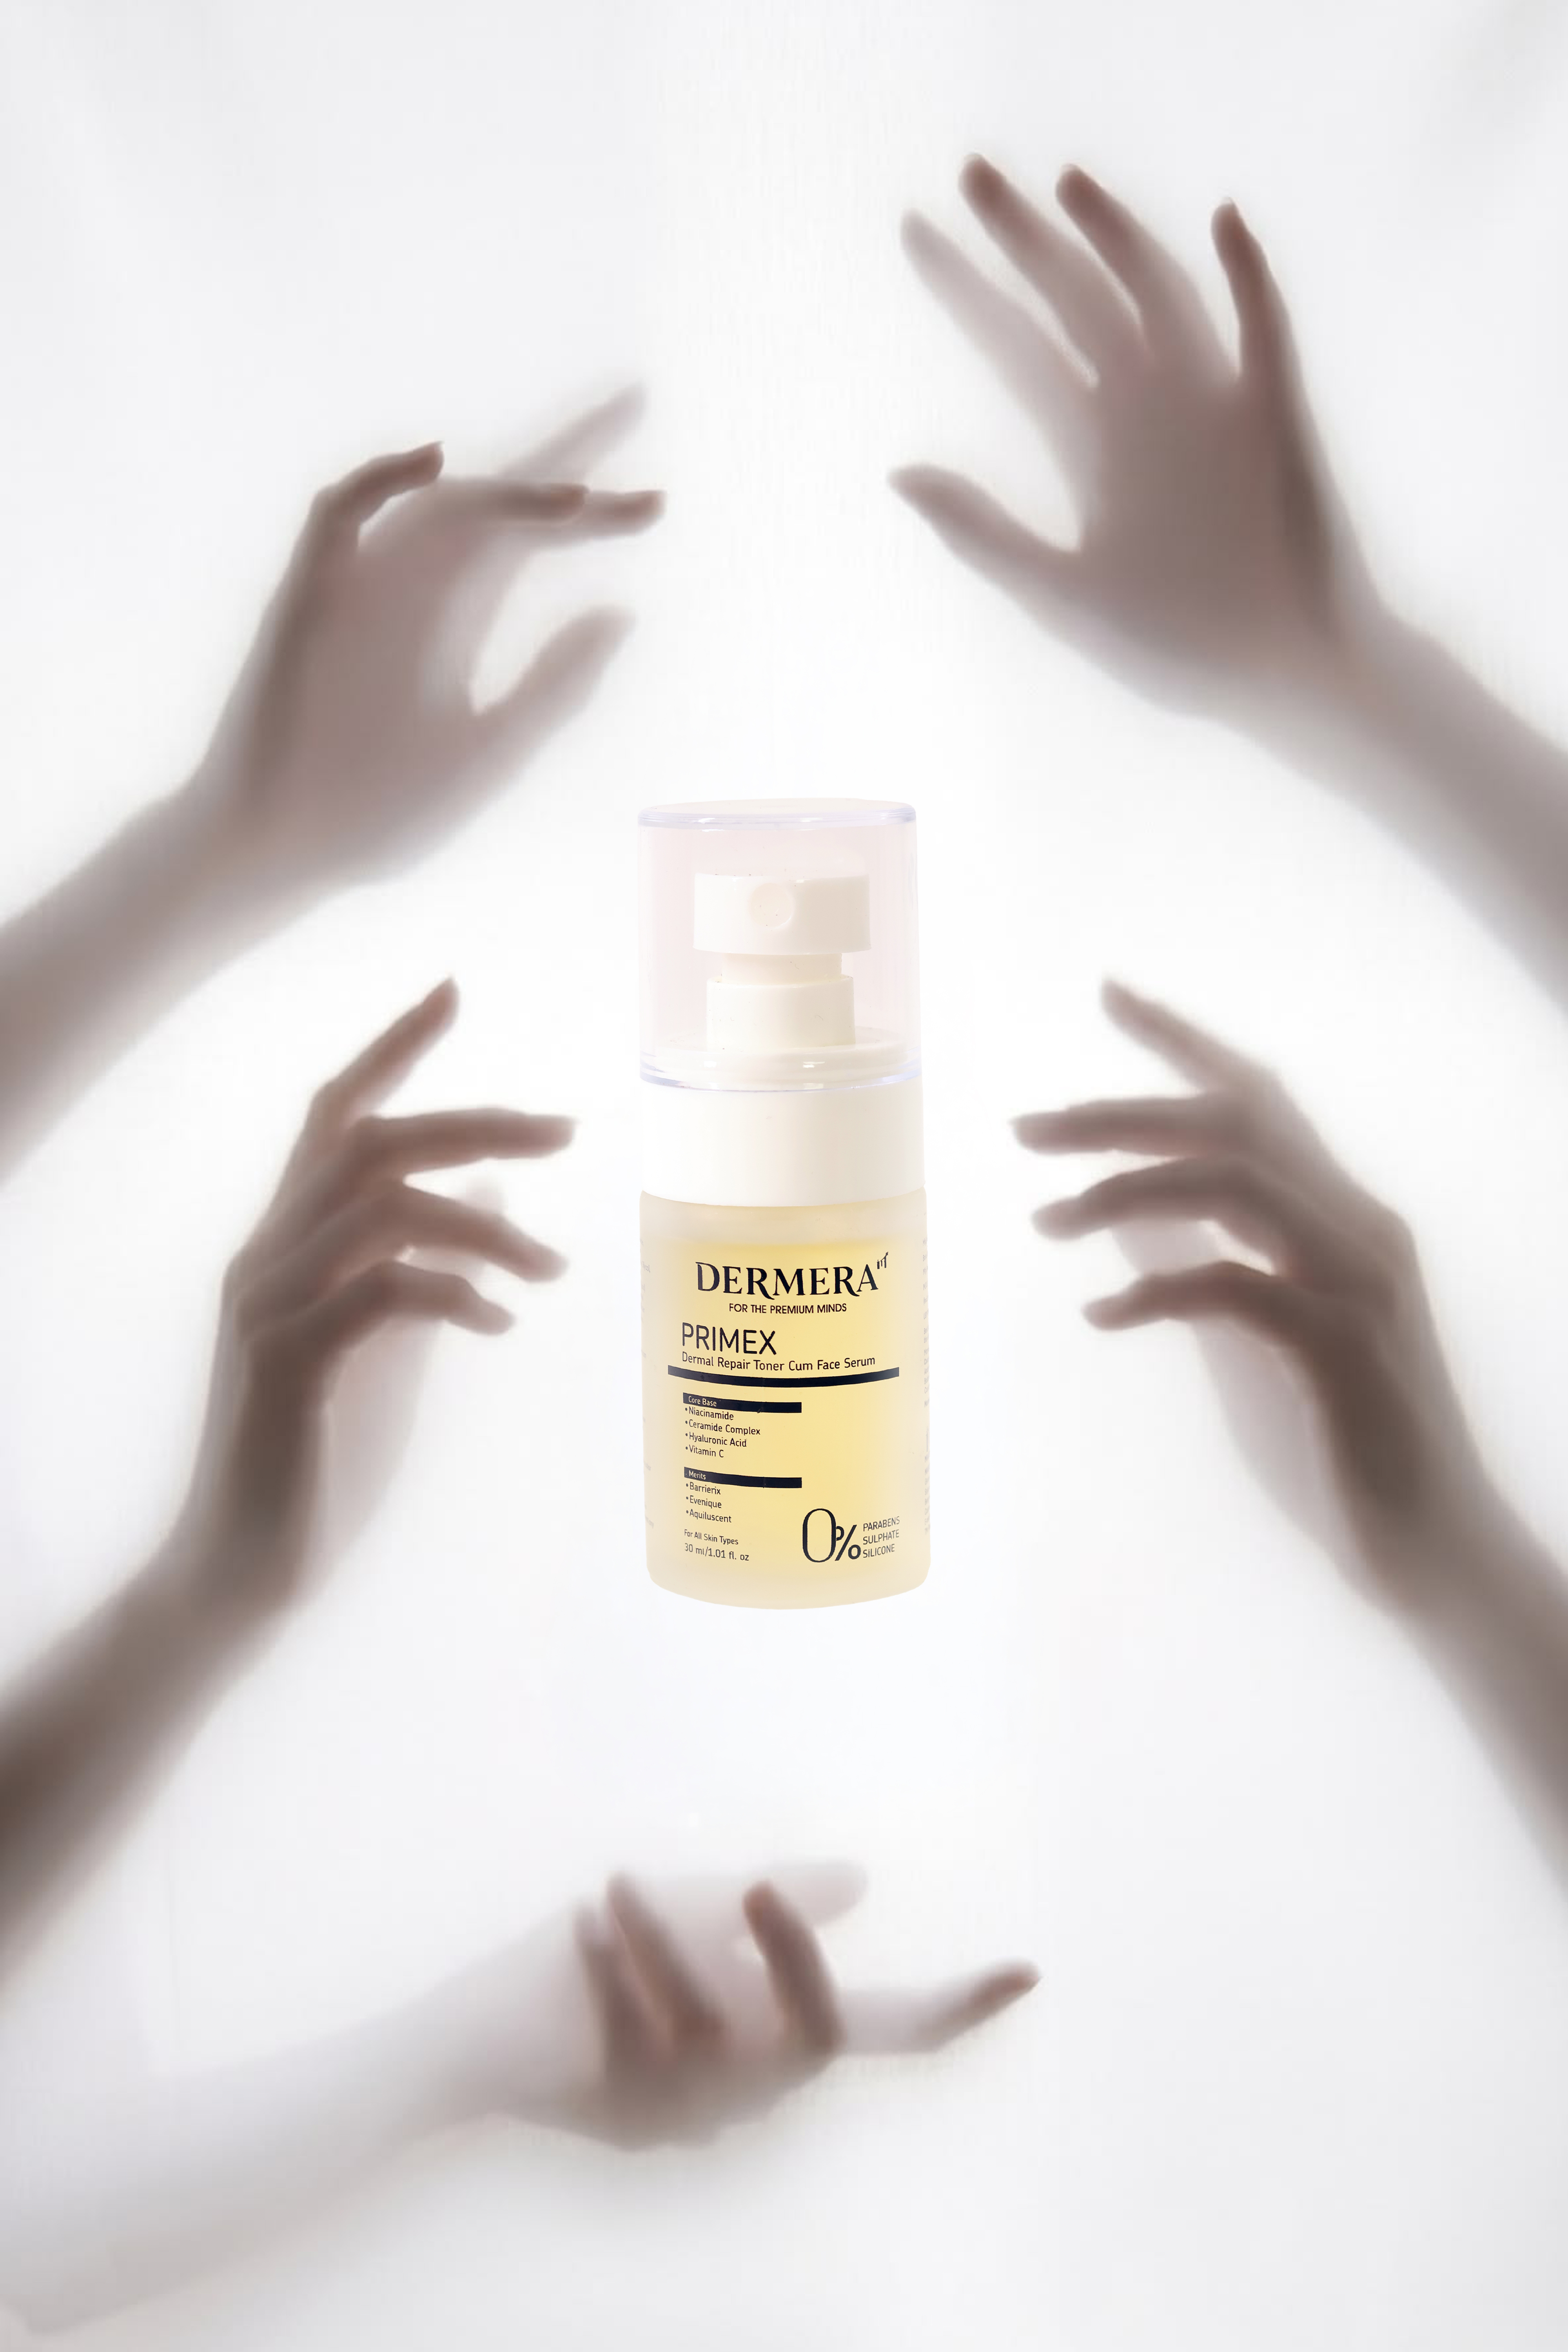 DERMERA
FOR THE PREMIUM MINDS
PRIMEX
Dermal Repair Toner Cum Face Serum
Core Base
•Niacinamide
•Ceramide Complex
•Hyaluronic Acid
•Vitamin C
Merits
•Barrierix
•Evenique
•Aquiluscent
For All Skin Types
30 ml/1.01 fl. oz
0% PARABENS
SULPHATE
SILICONE